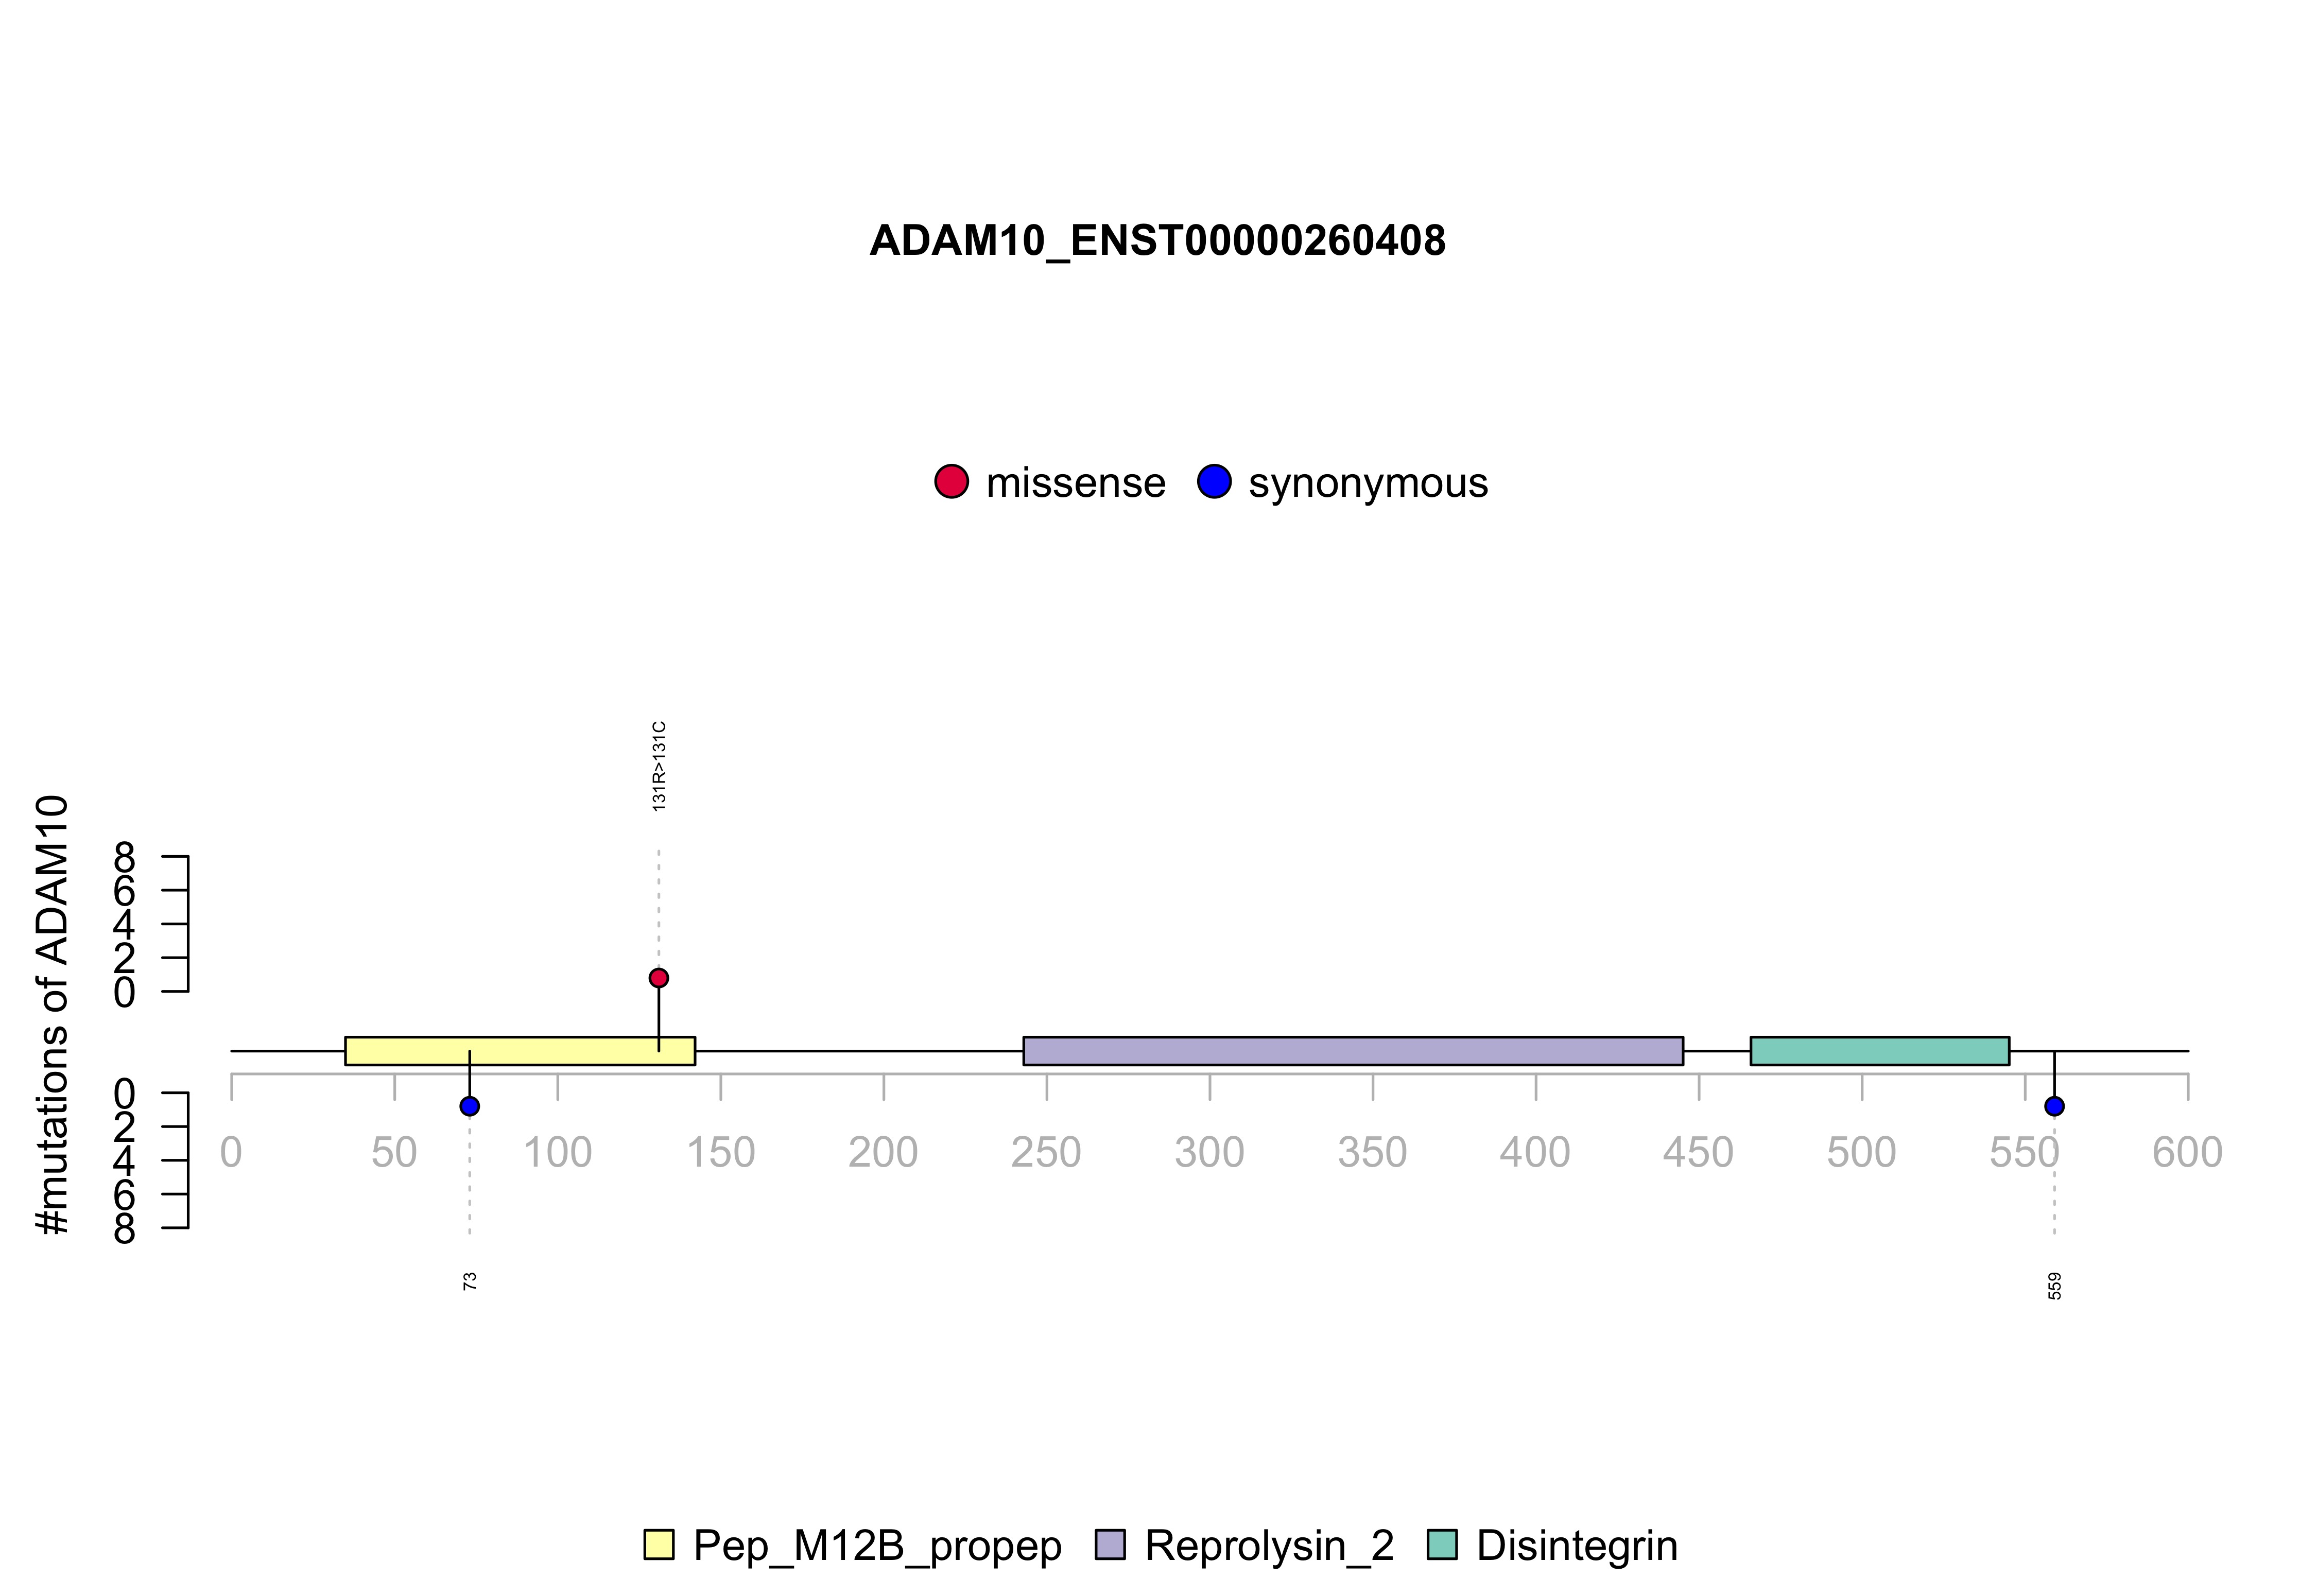 ADAM10_ENST00000260408
missense synonymous
131R>131C
#mutations of ADAM10
8
6
4
2
0
0
2
4
6
8
0 50 100 150 200 250 300 350 400 450 500 550 600
73 559
Pep_M12B_propep Reprolysin_2 Disintegrin